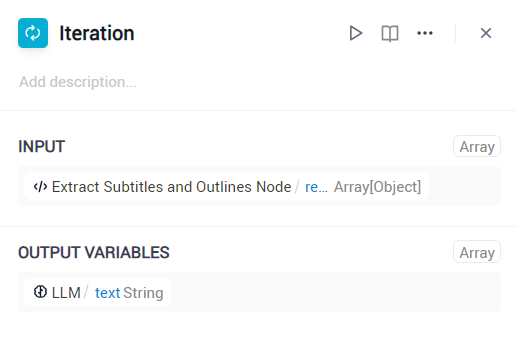 Iteration
Add description...
INPUT
Array
</> Extract Subtitles and Outlines Node / re... Array[Object]
OUTPUT VARIABLES
Array
LLM / text String